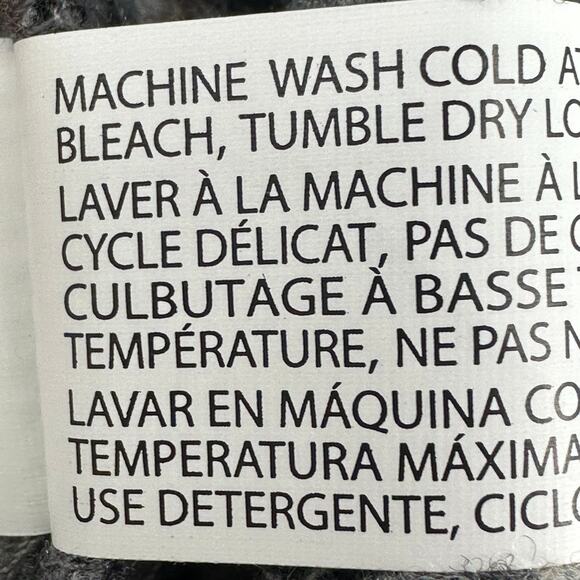 MACHINE WASH COLD
BLEACH, TUMBLE DRY
LAVER À LA MACHINE À
CYCLE DÉLICAT, PAS DE
CULBUTAGE À BASSE
TEMPÉRATURE, NE PAS
LAVAR EN MÁQUINA
TEMPERATURA MÁXIMA
USE DETERGENTE,